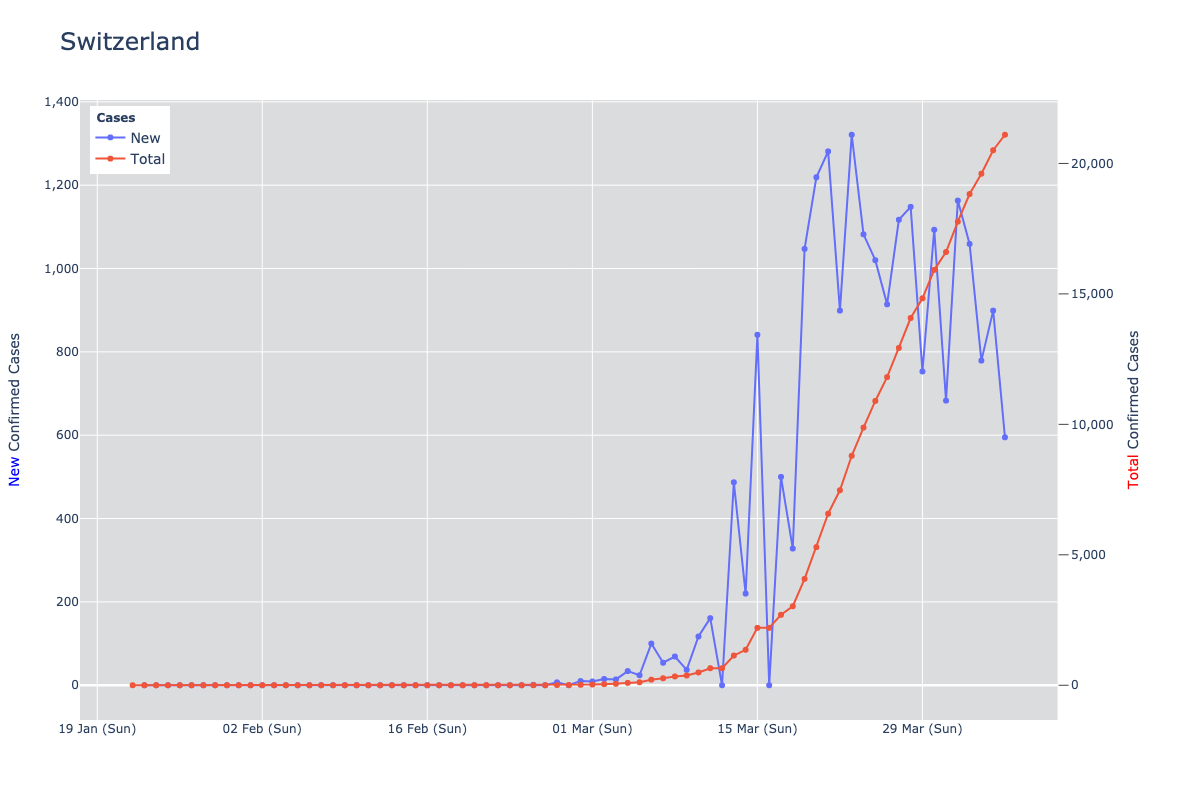 Switzerland
Cases
New
Total
1,400
1,200
1,000
800
600
400
200
0
20,000
15,000
10,000
5,000
0
New Confirmed Cases
Total Confirmed Cases
19 Jan (Sun)
02 Feb (Sun)
16 Feb (Sun)
01 Mar (Sun)
15 Mar (Sun)
29 Mar (Sun)